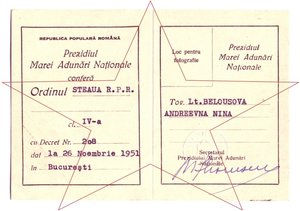 REPUBLICA POPULARĂ ROMÂNĂ
Prezidiul
Marei Adunări Naționale
conferă
Ordinul STEAUA R.P.R.
cl. IV-a
cu Decret Nr. 208
dat la 26 Noembrie 1951
în București
Loc pentru
fotografie
Prezidiul
Marei Adunări
Naționale
Tov. Lt.BELOUSOVA
ANDREEVNA NINA
Secretarul
Prezidiului Marei Adunări
Naționale